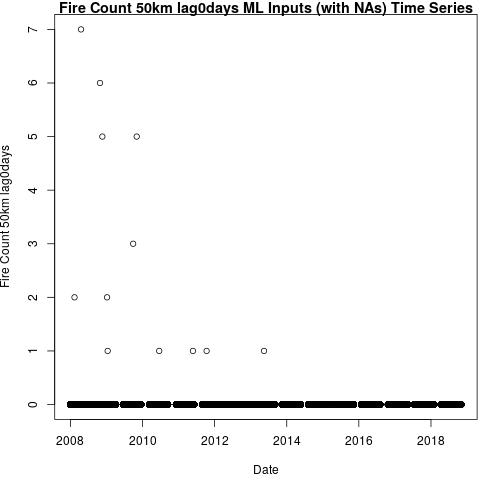 Fire Count 50km lag0days ML Inputs (with NAs) Time Series
7
6
5
4
3
2
1
0
Fire Count 50km lag0days
2008 2010 2012 2014 2016 2018
Date